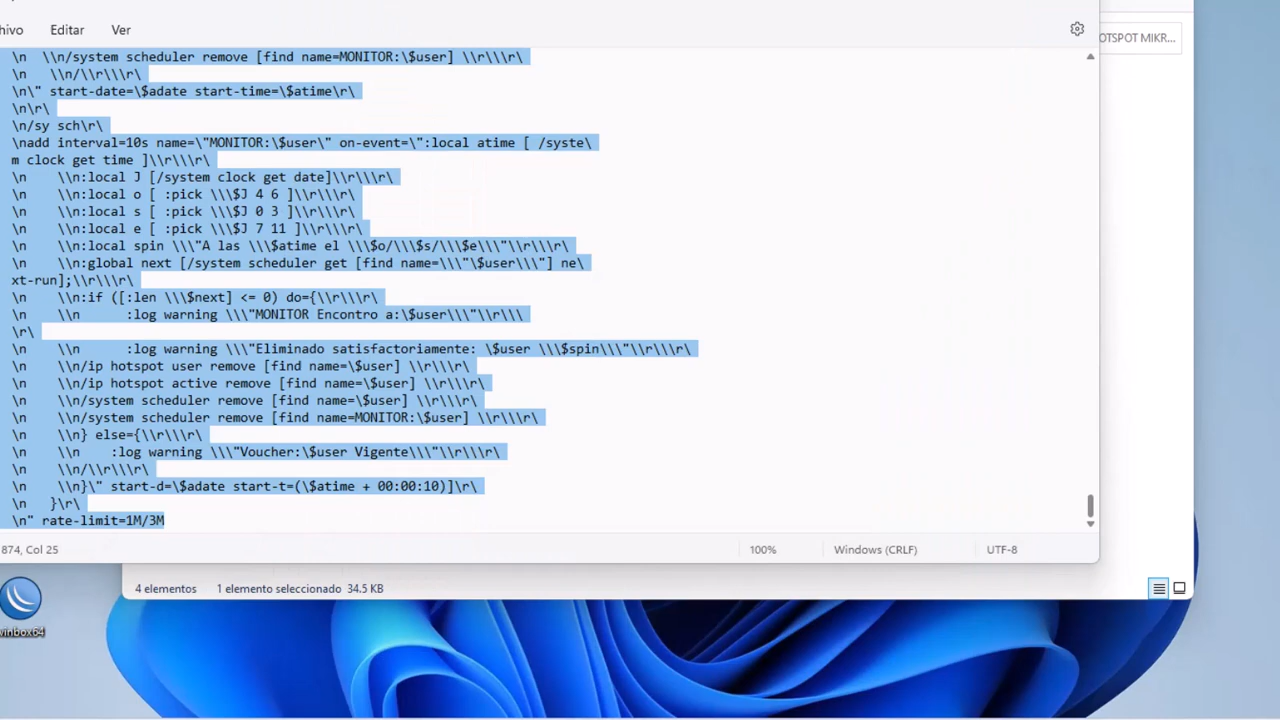 hivo Editar Ver
OTSPOT MIKR...
\n  \\n/system scheduler remove [find name=MONITOR:\$user] \\r\\\r\
\n   \\n/\\r\\\r\
\n\" start-date=\$adate start-time=\$atime\r\
\n\r\
\n/sy sch\r\
\nadd interval=10s name=\"MONITOR:\$user\" on-event=\":local atime [ /syste\
m clock get time ]\\r\\\r\
\n    \\n:local J [/system clock get date]\\r\\\r\
\n    \\n:local o [ :pick \\\$J 4 6 ]\\r\\\r\
\n    \\n:local s [ :pick \\\$J 0 3 ]\\r\\\r\
\n    \\n:local e [ :pick \\\$J 7 11 ]\\r\\\r\
\n    \\n:local spin \\\"A las \\\$atime el \\\$o/\\\$s/\\\$e\\\"\\r\\\r\
\n    \\n:global next [/system scheduler get [find name=\\\"\$user\\\"] ne\
xt-run];\\r\\\r\
\n    \\n:if ([:len \\\$next] <= 0) do={\\r\\\r\
\n    \\n      :log warning \\\"MONITOR Encontro a:\$user\\\"\\r\\\
\r\
\n    \\n      :log warning \\\"Eliminado satisfactoriamente: \$user \\\$spin\\\"\\r\\\r\
\n    \\n/ip hotspot user remove [find name=\$user] \\r\\\r\
\n    \\n/ip hotspot active remove [find name=\$user] \\r\\\r\
\n    \\n/system scheduler remove [find name=\$user] \\r\\\r\
\n    \\n/system scheduler remove [find name=MONITOR:\$user] \\r\\\r\
\n    \\n} else={\\r\\\r\
\n    \\n    :log warning \\\"Voucher:\$user Vigente\\\"\\r\\\r\
\n    \\n/\\r\\\r\
\n    \\n}\" start-d=\$adate start-t=(\$atime + 00:00:10)]\r\
\n   }\r\
\n" rate-limit=1M/3M
874, Col 25 100% Windows (CRLF) UTF-8
4 elementos 1 elemento seleccionado 34.5 KB
winbox64